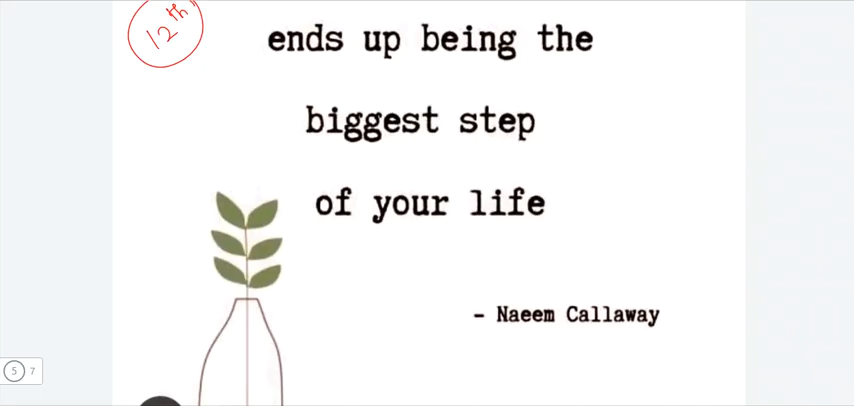 12th
ends up being the
biggest step
of your life
- Naeem Callaway
5 7